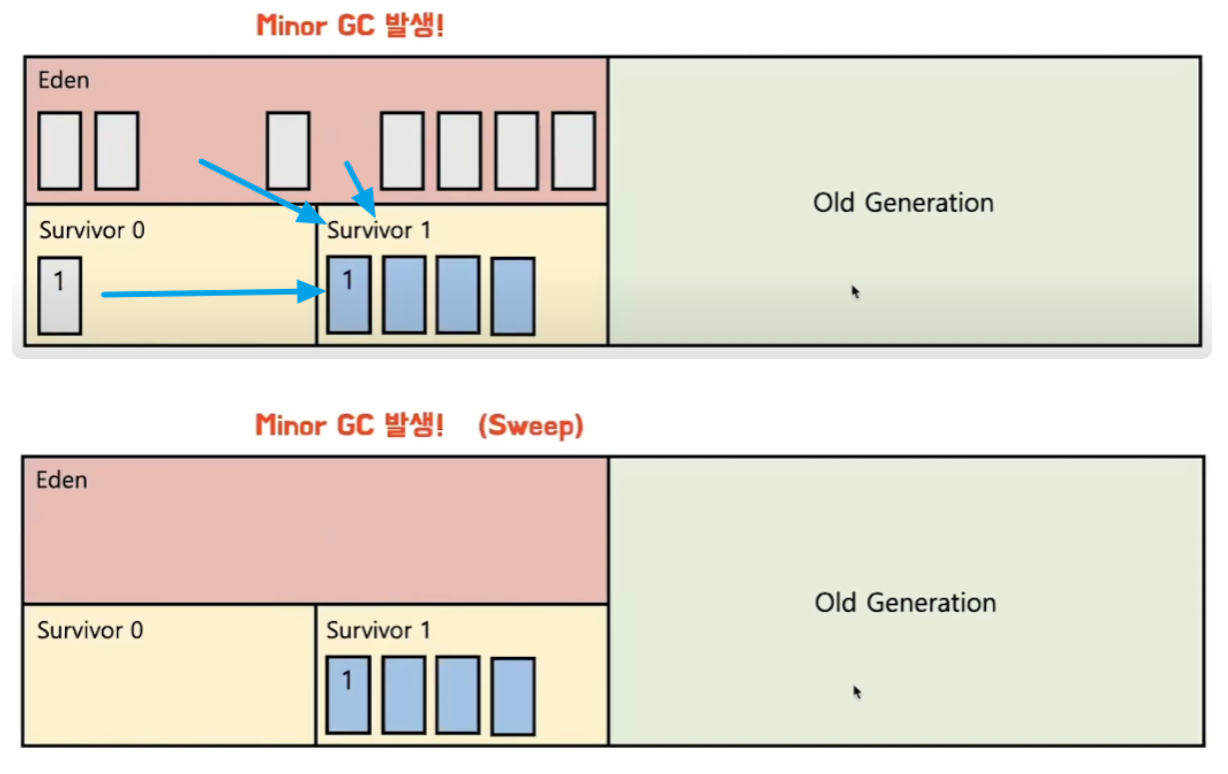 Minor GC 발생!
Eden
Survivor 0
Survivor 1
1
1
Old Generation
Minor GC 발생! (Sweep)
Eden
Survivor 0
Survivor 1
1
Old Generation